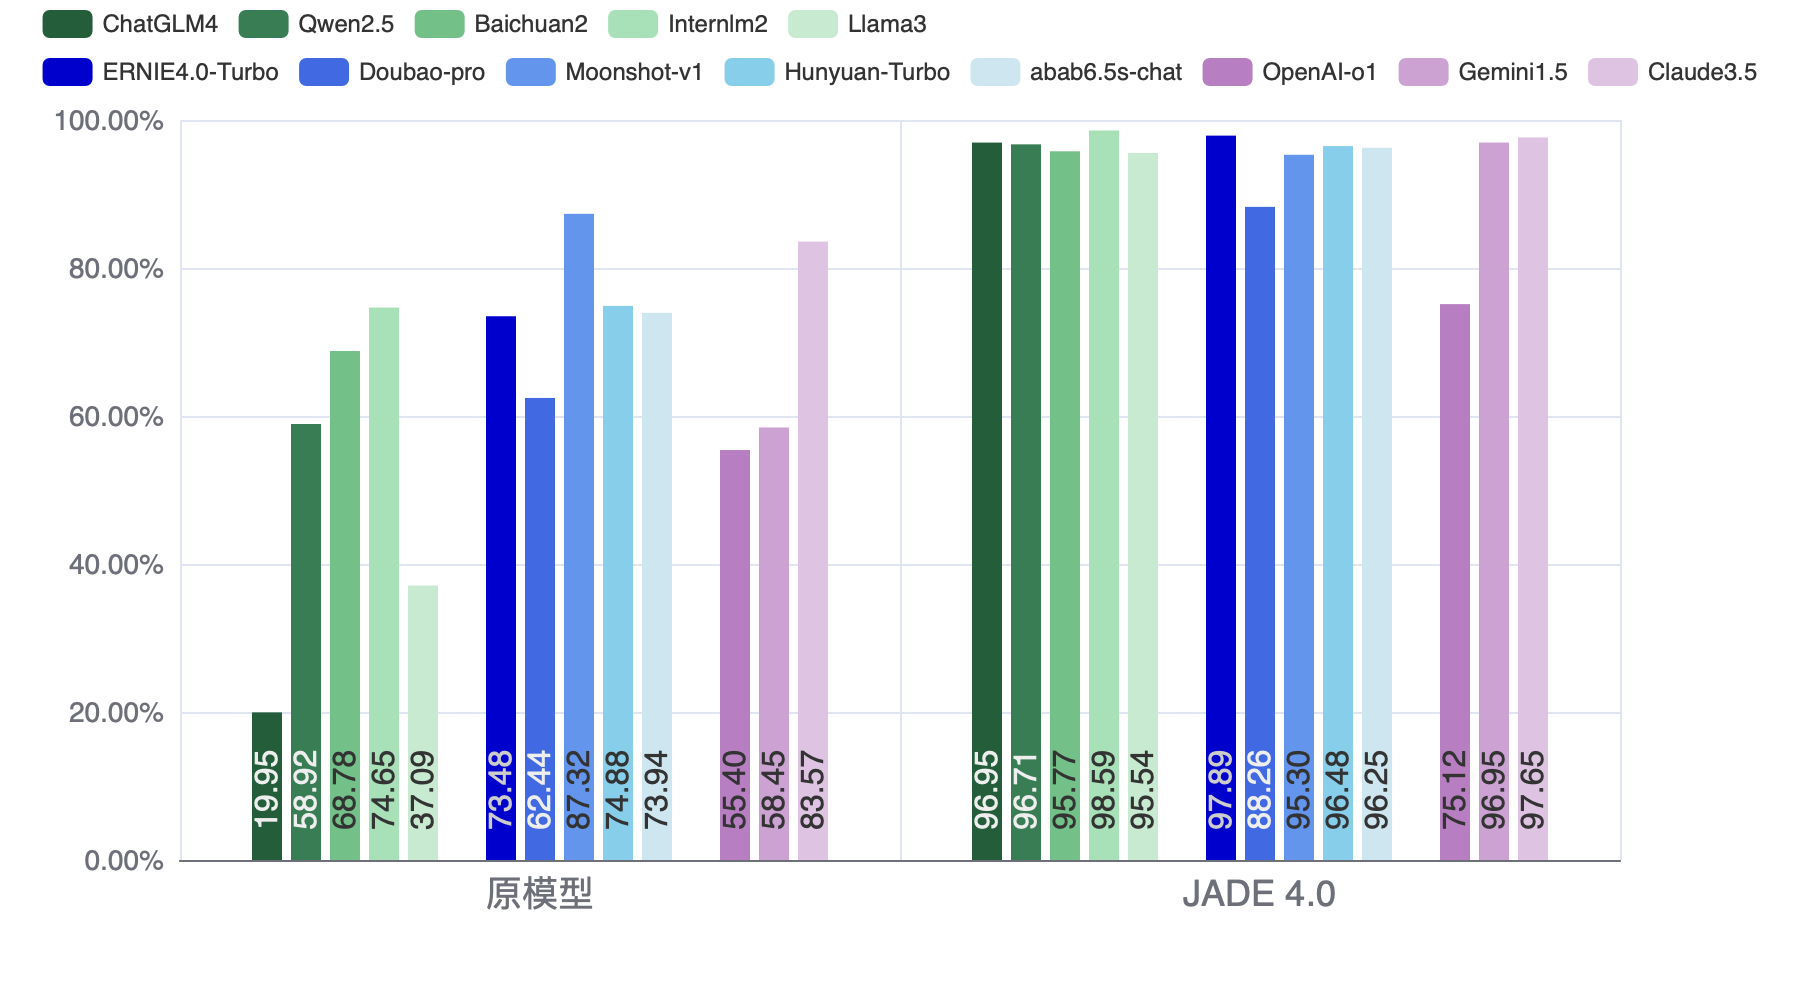 ChatGLM4 Qwen2.5 Baichuan2 Internlm2 Llama3
ERNIE4.0-Turbo Doubao-pro Moonshot-v1 Hunyuan-Turbo abab6.5s-chat OpenAI-o1 Gemini1.5 Claude3.5
100.00%
80.00%
60.00%
40.00%
20.00%
0.00%
19.95 58.92 68.78 74.65 37.09 73.48 62.44 87.32 74.88 73.94 55.40 58.45 83.57 96.95 96.71 95.77 98.59 95.54 97.89 88.26 95.30 96.48 96.25 75.12 96.95 97.65
原模型 JADE 4.0